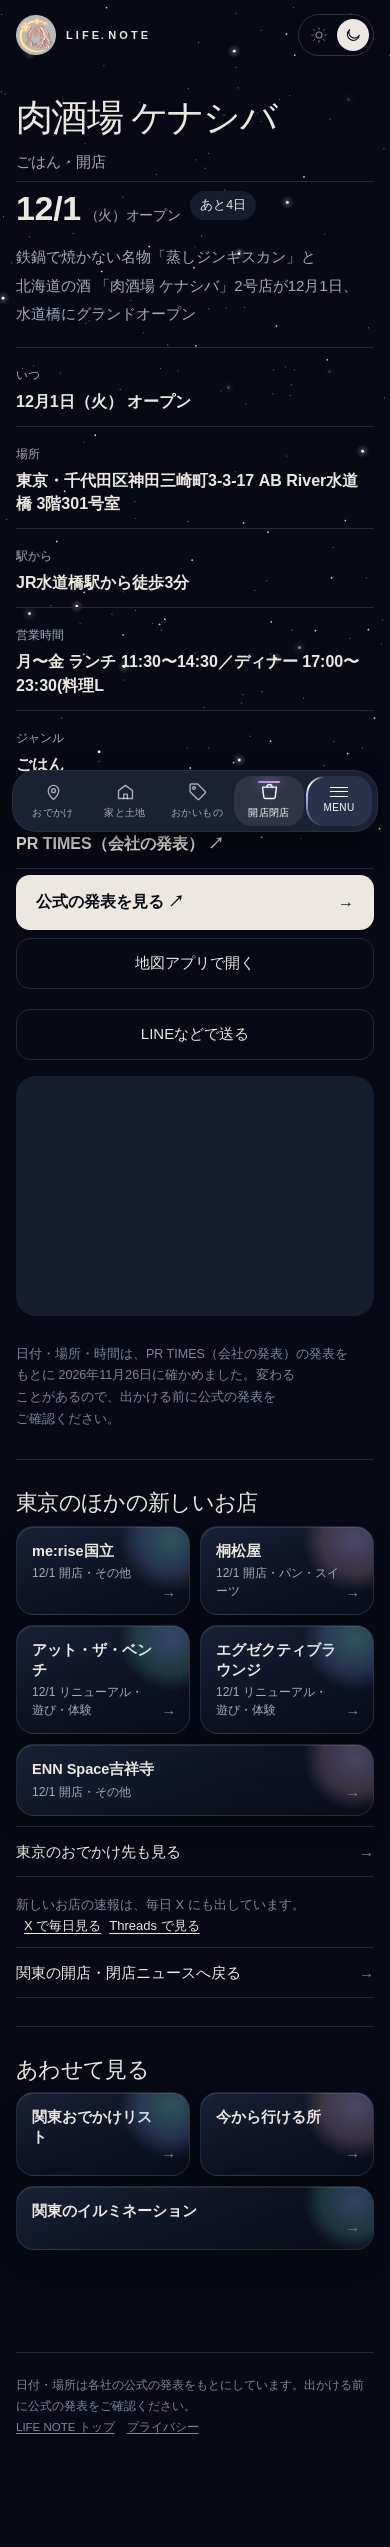 LIFE.NOTE
肉酒場 ケナシバ
ごはん・開店
12/1 （火）オープン あと4日
鉄鍋で焼かない名物「蒸しジンギスカン」と
北海道の酒 「肉酒場 ケナシバ」2号店が12月1日、
水道橋にグランドオープン
いつ
12月1日（火） オープン
場所
東京・千代田区神田三崎町3-3-17 AB River水道
橋 3階301号室
駅から
JR水道橋駅から徒歩3分
営業時間
月〜金 ランチ 11:30〜14:30／ディナー 17:00〜
23:30(料理L
ジャンル
ごはん
おでかけ 家と土地 おかいもの 開店閉店 MENU
PR TIMES（会社の発表）↗
公式の発表を見る ↗ →
地図アプリで開く
LINEなどで送る
日付・場所・時間は、PR TIMES（会社の発表）の発表を
もとに 2026年11月26日に確かめました。変わる
ことがあるので、出かける前に公式の発表を
ご確認ください。
東京のほかの新しいお店
me:rise国立
12/1 開店・その他
→
桐松屋
12/1 開店・パン・スイ
ーツ →
アット・ザ・ベン
チ
12/1 リニューアル・
遊び・体験 →
エグゼクティブラ
ウンジ
12/1 リニューアル・
遊び・体験 →
ENN Space吉祥寺
12/1 開店・その他 →
東京のおでかけ先も見る →
新しいお店の速報は、毎日 X にも出しています。
X で毎日見る Threads で見る
関東の開店・閉店ニュースへ戻る →
あわせて見る
関東おでかけリス
ト
→
今から行ける所
→
関東のイルミネーション
→
日付・場所は各社の公式の発表をもとにしています。出かける前
に公式の発表をご確認ください。
LIFE NOTE トップ プライバシー